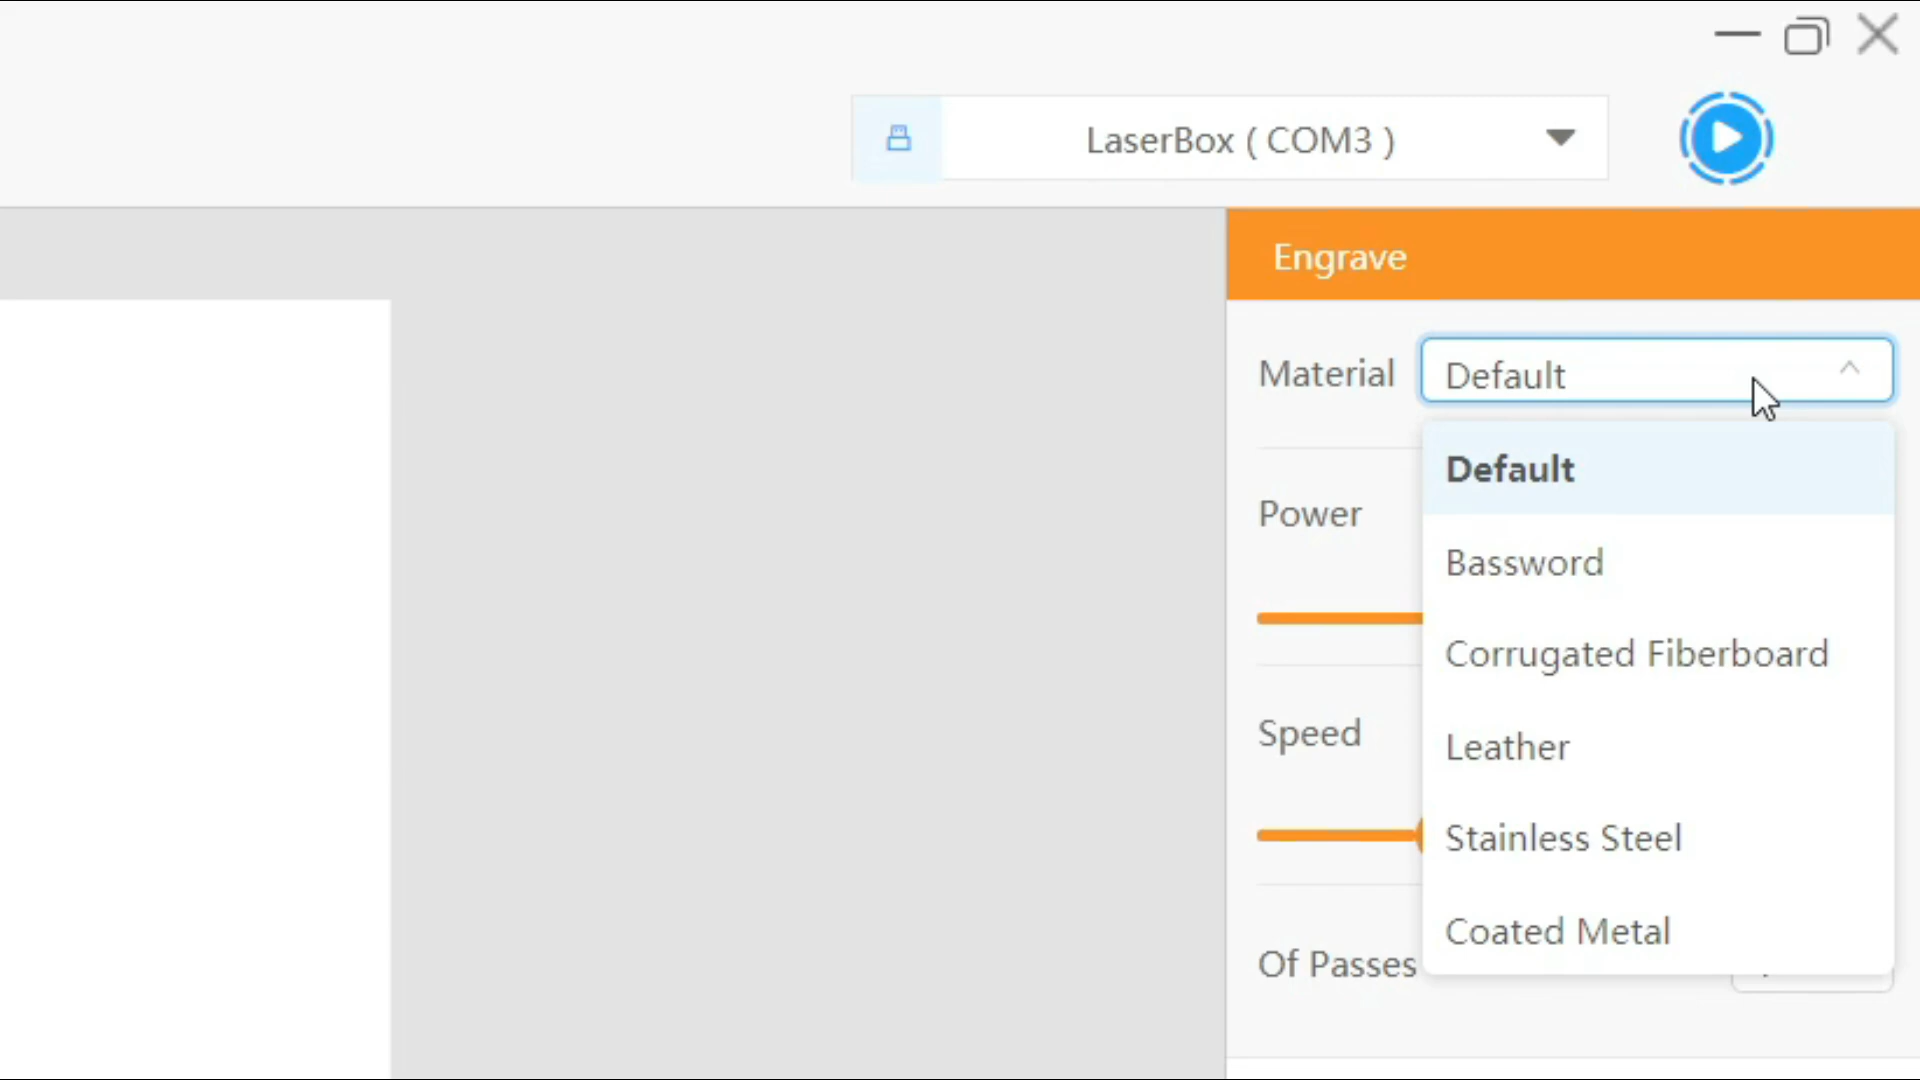 LaserBox ( COM3 )
Engrave
Material
Default
Default
Power
Bassword
Corrugated Fiberboard
Speed
Leather
Stainless Steel
Coated Metal
Of Passes